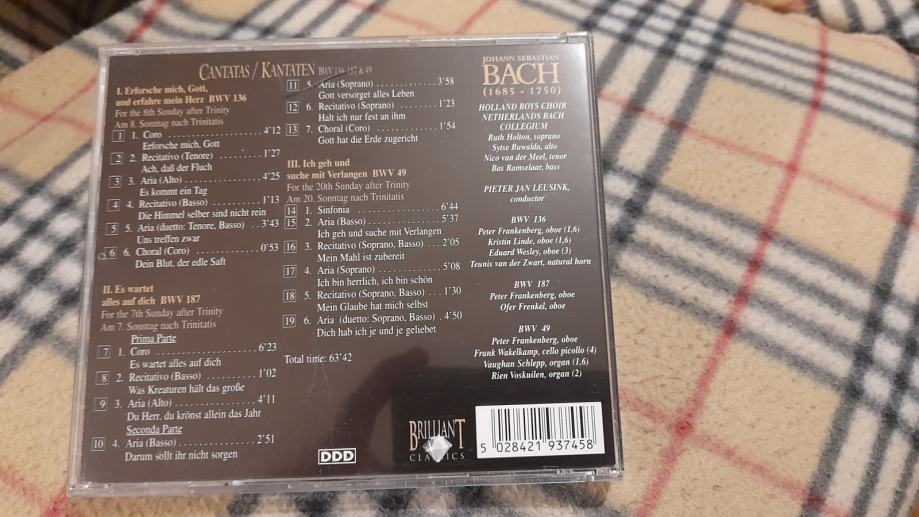 CANTATAS / KANTATEN BWV 136, 187 & 49
I. Erforsche mich, Gott,
und erfahre mein Herz BWV 136
For the 8th Sunday after Trinity
Am 8. Sonntag nach Trinitatis
1 1. Coro 4'12
Erforsche mich, Gott
2 2. Recitativo (Tenore) 1'27
Ach, daß der Fluch
3 3. Aria (Alto) 4'25
Es kommt ein Tag
4 4. Recitativo (Basso) 1'13
Die Himmel selber sind nicht rein
5 5. Aria (duetto: Tenore, Basso) 3'43
Uns treffen zwar
6 6. Choral (Coro) 0'53
Dein Blut, der edle Saft
II. Es wartet
alles auf dich BWV 187
For the 7th Sunday after Trinity
Am 7. Sonntag nach Trinitatis
Prima Parte
7 1. Coro 6'23
Es wartet alles auf dich
8 2. Recitativo (Basso) 1'02
Was Kreaturen hält das große
9 3. Aria (Alto) 4'11
Du Herr, du krönst allein das Jahr
Seconda Parte
10 4. Aria (Basso) 2'51
Darum sollt ihr nicht sorgen
11 5. Aria (Soprano) 3'58
Gott versorget alles Leben
12 6. Recitativo (Soprano) 1'23
Halt ich nur fest an ihm
13 7. Choral (Coro) 1'54
Gott hat die Erde zugericht
III. Ich geh und
suche mit Verlangen BWV 49
For the 20th Sunday after Trinity
Am 20. Sonntag nach Trinitatis
14 1. Sinfonia 6'44
15 2. Aria (Basso) 5'37
Ich geh und suche mit Verlangen
16 3. Recitativo (Soprano, Basso) 2'05
Mein Mahl ist zubereit
17 4. Aria (Soprano) 5'08
Ich bin herrlich, ich bin schön
18 5. Recitativo (Soprano, Basso) 1'30
Mein Glaube hat mich selbst
19 6. Aria (duetto: Soprano, Basso) 4'50
Dich hab ich je und je geliebet
Total time: 63'42
DDD
JOHANN SEBASTIAN
BACH
(1685 - 1750)
HOLLAND BOYS CHOIR
NETHERLANDS BACH
COLLEGIUM
Ruth Holton, soprano
Sytse Buwalda, alto
Nico van der Meel, tenor
Bas Ramselaar, bass
PIETER JAN LEUSINK,
conductor
BWV 136
Peter Frankenberg, oboe (1,6)
Kristin Linde, oboe (1,6)
Eduard Wesley, oboe (3)
Teunis van der Zwart, natural horn
BWV 187
Peter Frankenberg, oboe
Ofer Frenkel, oboe
BWV 49
Peter Frankenberg, oboe
Frank Wakelkamp, cello picollo (4)
Vaughan Schlepp, organ (1,6)
Rien Voskuilen, organ (2)
BRILLIANT
CLASSICS
5 028421 937458